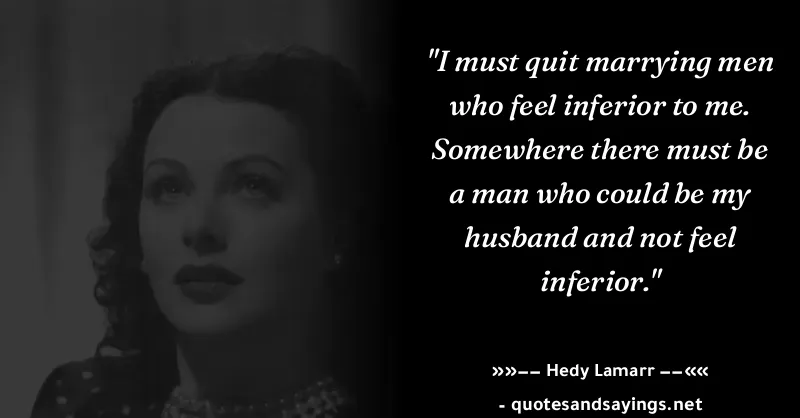 "I must quit marrying men
who feel inferior to me.
Somewhere there must be
a man who could be my
husband and not feel
inferior."
»»–– Hedy Lamarr ––««
- quotesandsayings.net